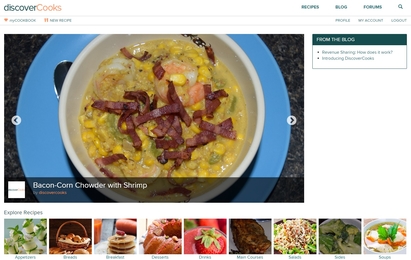 discoverCooks
RECIPES
BLOG
FORUMS
myCOOKBOOK
NEW RECIPE
PROFILE
MY ACCOUNT
LOGOUT
FROM THE BLOG
Revenue Sharing: How does it work?
Introducing DiscoverCooks
Bacon-Corn Chowder with Shrimp
by discovercooks
Explore Recipes
Appetizers
Breads
Breakfast
Desserts
Drinks
Main Courses
Salads
Sides
Soups